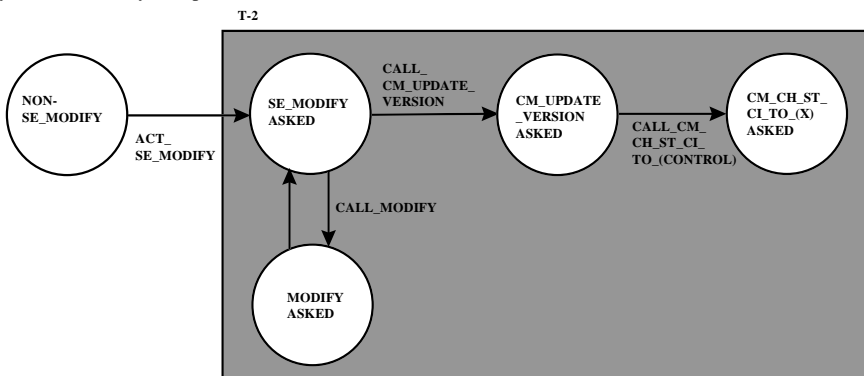 T-2
NON-
SE_MODIFY
ACT_
SE_MODIFY
SE_MODIFY
ASKED
CALL_
CM_UPDATE_
VERSION
CM_UPDATE
_VERSION
ASKED
CALL_CM_
CH_ST_CI_
TO_(CONTROL)
CM_CH_ST_
CI_TO_(X)
ASKED
CALL_MODIFY
MODIFY
ASKED